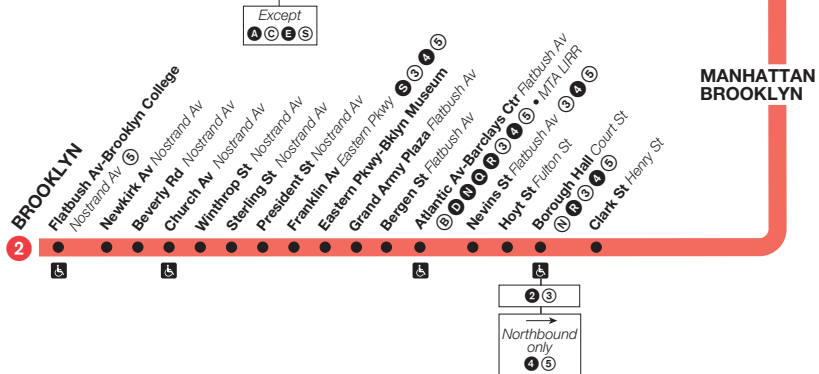 Except
A C E S
MANHATTAN
BROOKLYN
BROOKLYN
2
Flatbush Av-Brooklyn College
Nostrand Av 5
Newkirk Av Nostrand Av
Beverly Rd Nostrand Av
Church Av Nostrand Av
Winthrop St Nostrand Av
Sterling St Nostrand Av
President St Nostrand Av
Franklin Av Eastern Pkwy S 3 4 5
Eastern Pkwy-Bklyn Museum
Grand Army Plaza Flatbush Av
Bergen St Flatbush Av
Atlantic Av-Barclays Ctr Flatbush Av
B D N Q R 3 4 5 • MTA LIRR
Nevins St Flatbush Av 3 4 5
Hoyt St Fulton St
Borough Hall Court St
N R 3 4 5
Clark St Henry St
2 3
Northbound
only
4 5